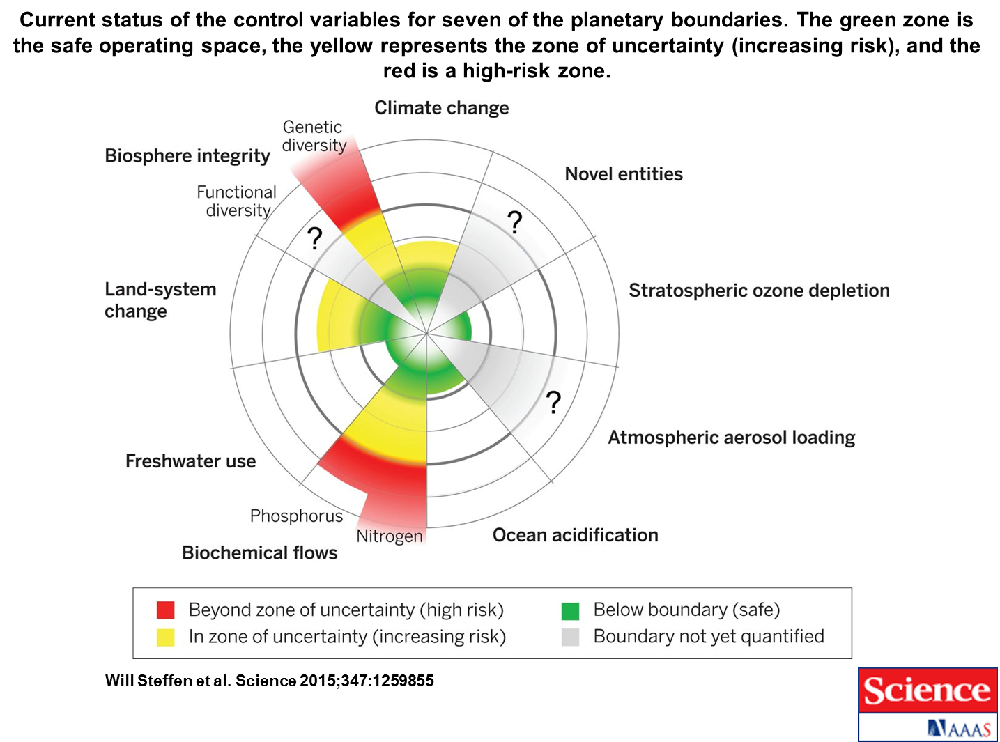 Current status of the control variables for seven of the planetary boundaries. The green zone is
the safe operating space, the yellow represents the zone of uncertainty (increasing risk), and the
red is a high-risk zone.
Climate change
Genetic
diversity
Biosphere integrity
Novel entities
Functional
diversity
?
?
Land-system
change
Stratospheric ozone depletion
?
Atmospheric aerosol loading
Freshwater use
Phosphorus
Nitrogen
Ocean acidification
Biochemical flows
Beyond zone of uncertainty (high risk)
Below boundary (safe)
In zone of uncertainty (increasing risk)
Boundary not yet quantified
Will Steffen et al. Science 2015;347:1259855
Science
AAAS